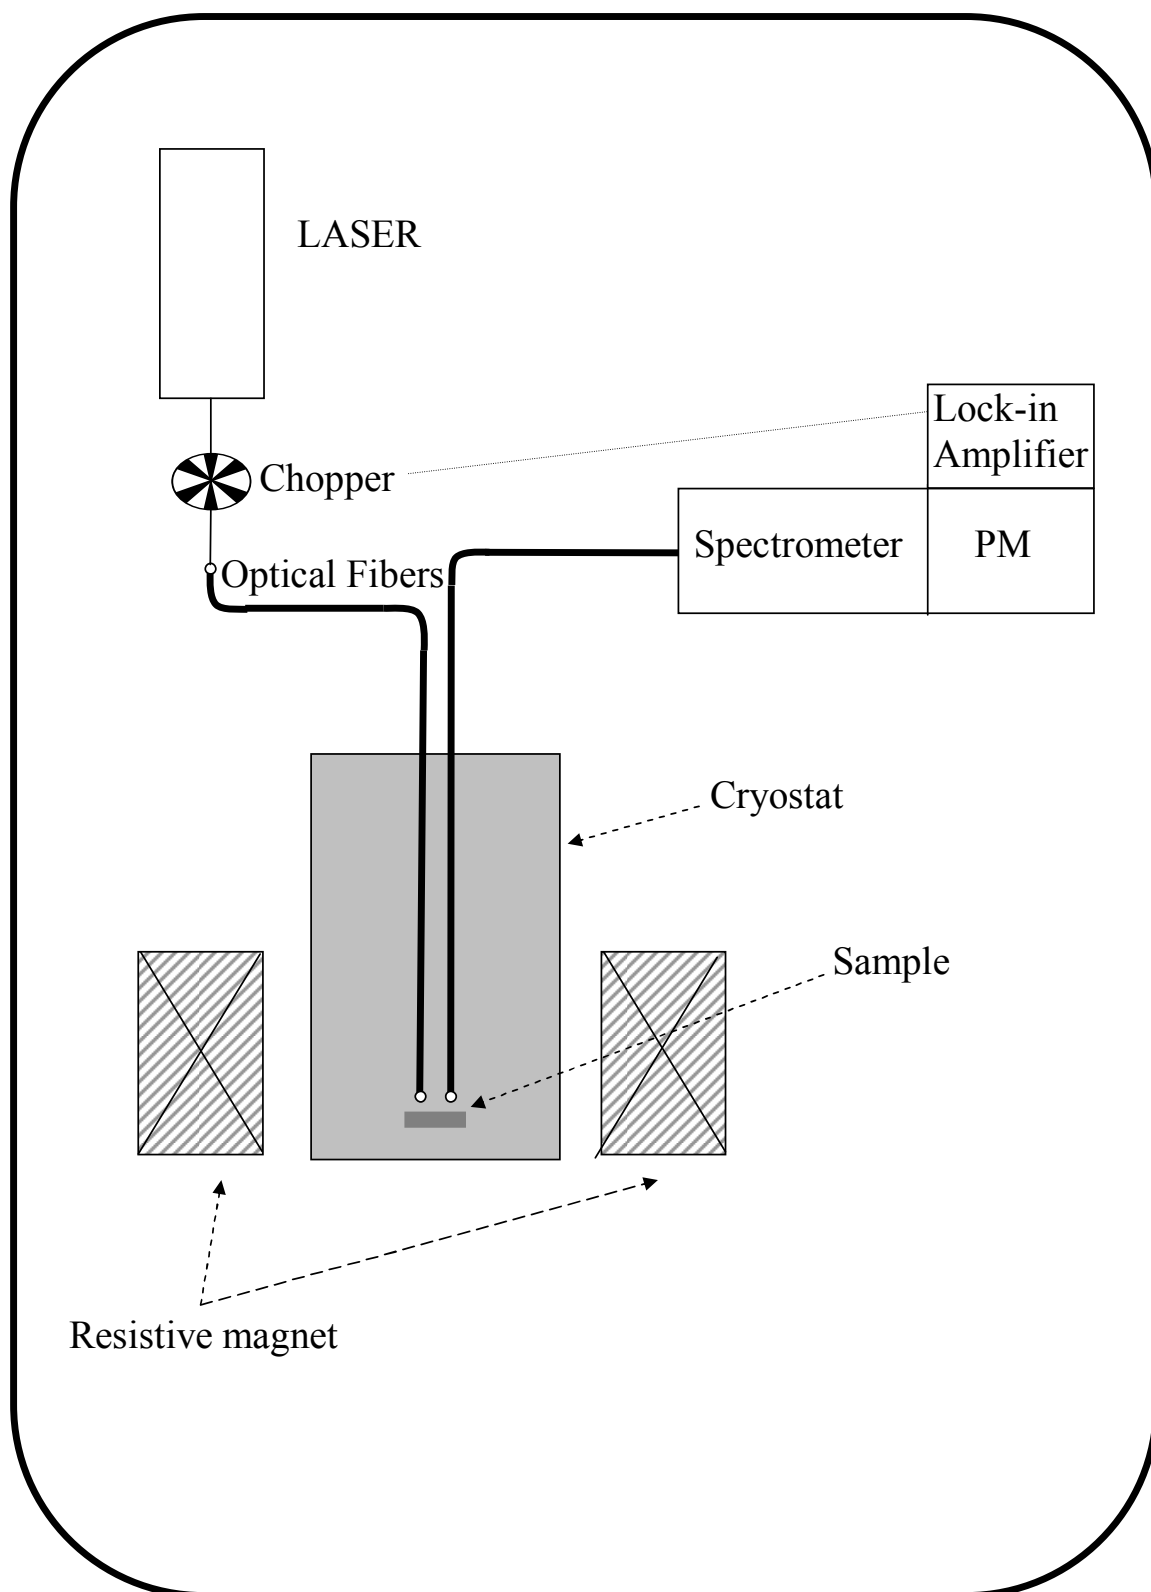 LASER
Lock-in
Amplifier
Chopper
Spectrometer
PM
Optical Fibers
Cryostat
Sample
Resistive magnet